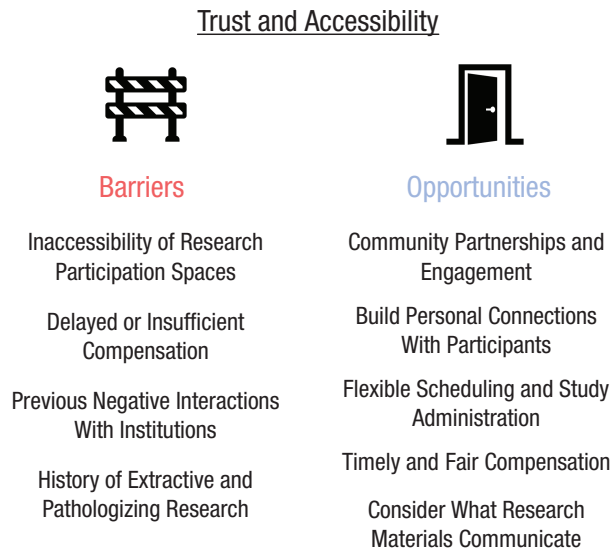 Trust and Accessibility
Barriers
Inaccessibility of Research
Participation Spaces
Delayed or Insufficient
Compensation
Previous Negative Interactions
With Institutions
History of Extractive and
Pathologizing Research
Opportunities
Community Partnerships and
Engagement
Build Personal Connections
With Participants
Flexible Scheduling and Study
Administration
Timely and Fair Compensation
Consider What Research
Materials Communicate